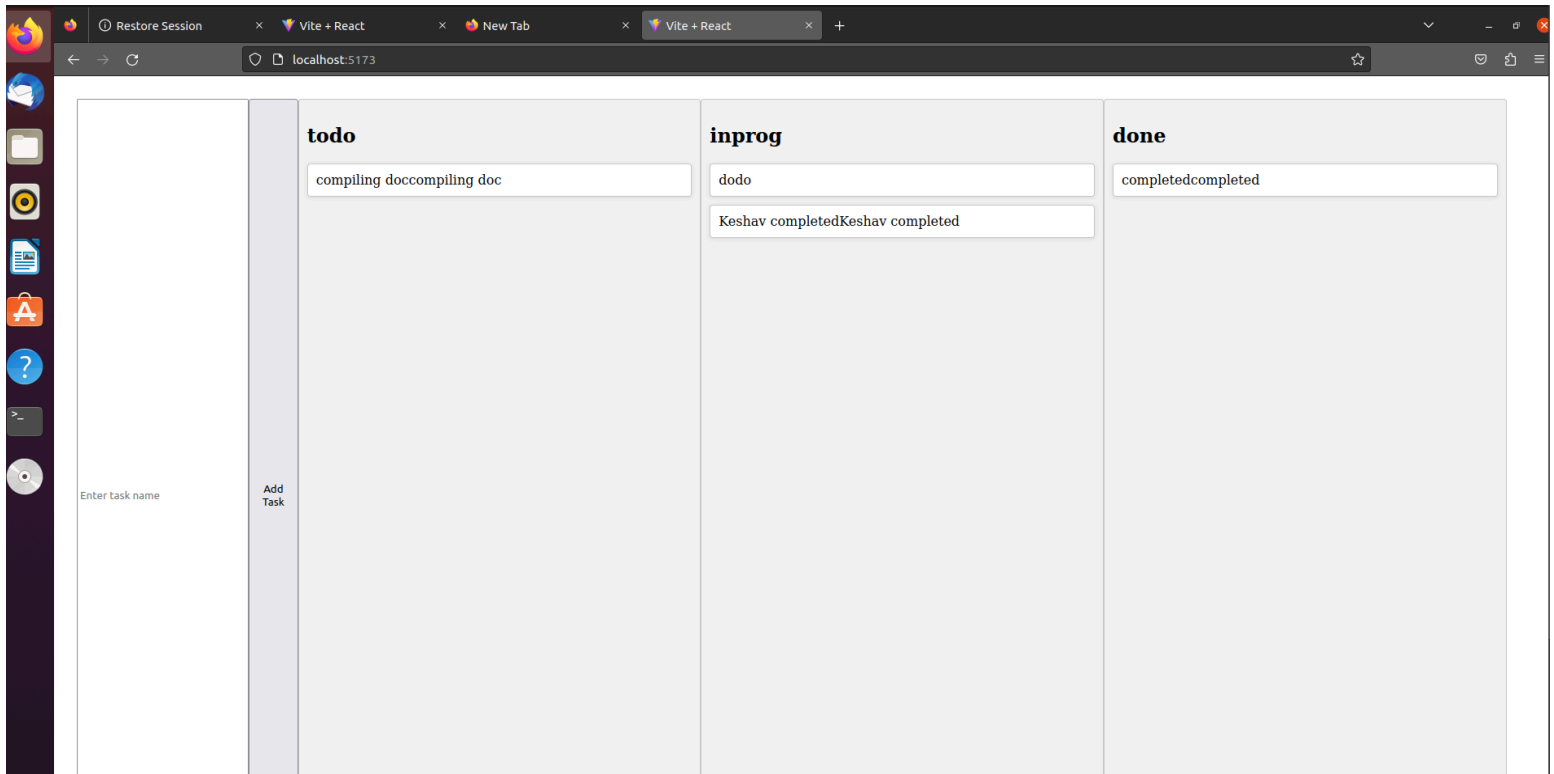 Restore Session
Vite + React
New Tab
Vite + React
localhost:5173
Enter task name
Add
Task
todo
compiling doccompiling doc
inprog
dodo
Keshav completedKeshav completed
done
completedcompleted